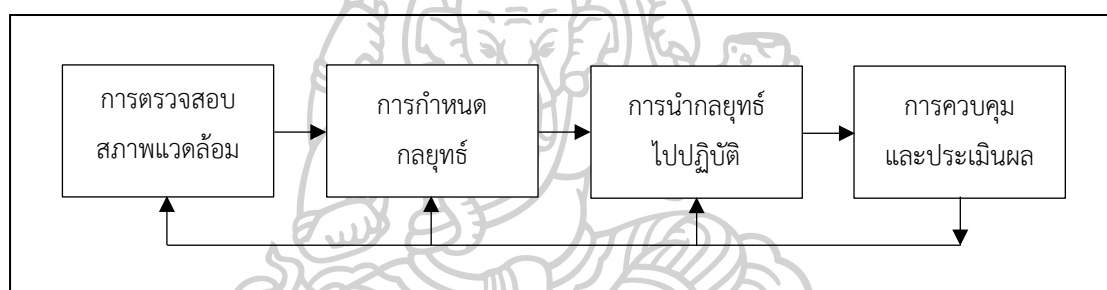 การตรวจสอบ
สภาพแวดล้อม
การกำหนด
กลยุทธ์
การนำกลยุทธ์
ไปปฏิบัติ
การควบคุม
และประเมินผล